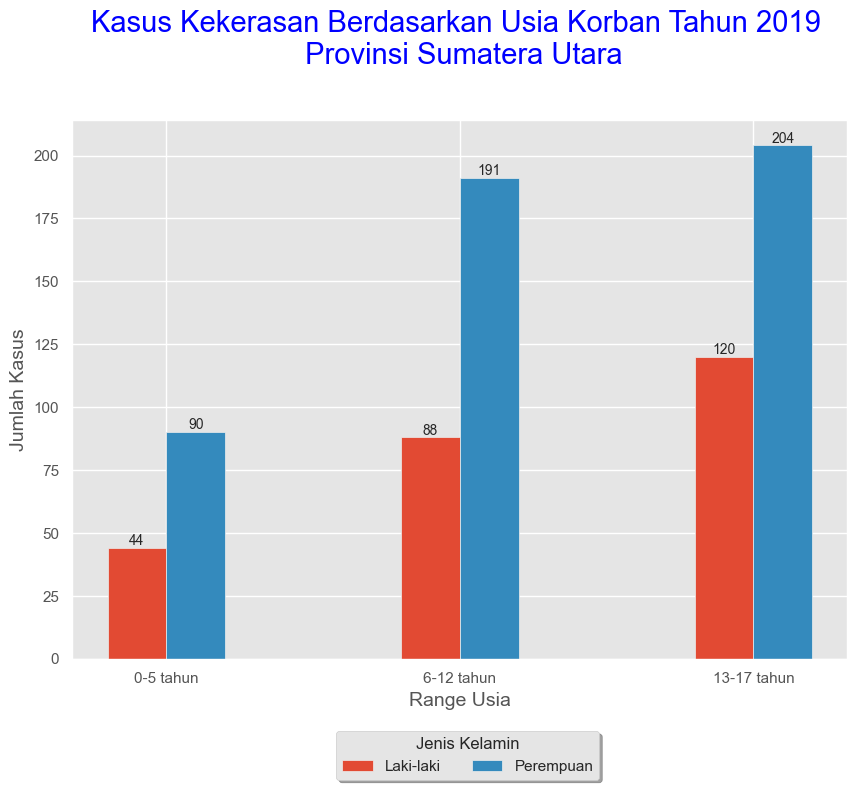 Kasus Kekerasan Berdasarkan Usia Korban Tahun 2019
Provinsi Sumatera Utara
Jumlah Kasus
200
175
150
125
100
75
50
25
0
44
90
88
191
120
204
0-5 tahun
6-12 tahun
13-17 tahun
Range Usia
Jenis Kelamin
Laki-laki
Perempuan